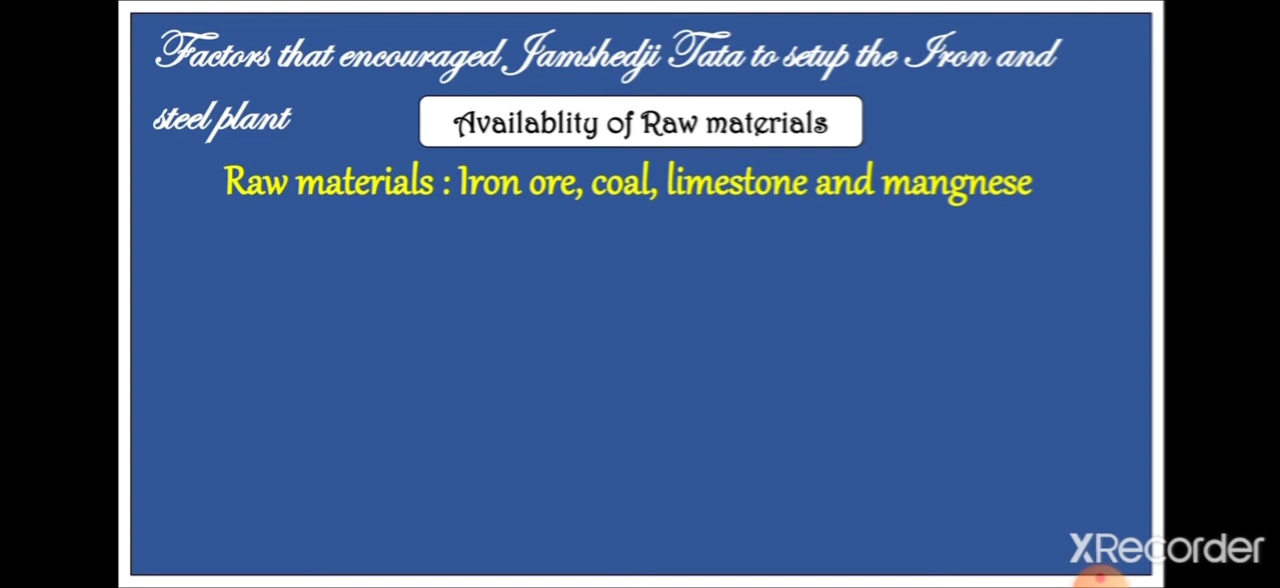 Factors that encouraged Jamshedji Tata to setup the Iron and
steel plant
Availablity of Raw materials
Raw materials : Iron ore, coal, limestone and mangnese
XRecorder